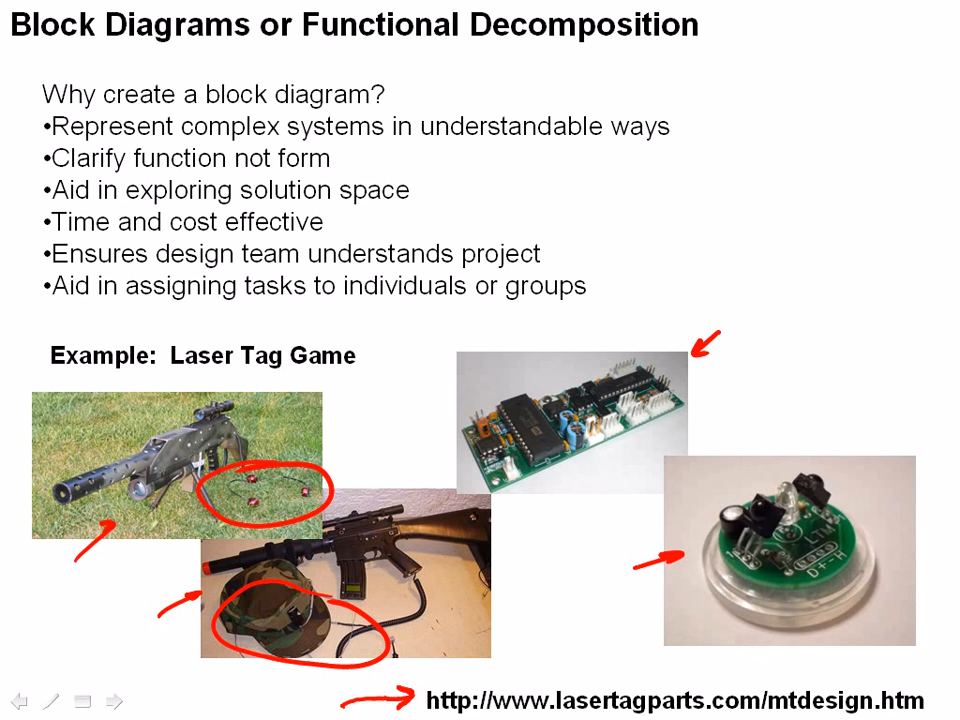 Block Diagrams or Functional Decomposition
Why create a block diagram?
•Represent complex systems in understandable ways
•Clarify function not form
•Aid in exploring solution space
•Time and cost effective
•Ensures design team understands project
•Aid in assigning tasks to individuals or groups
Example: Laser Tag Game
D+-H
http://www.lasertagparts.com/mtdesign.htm